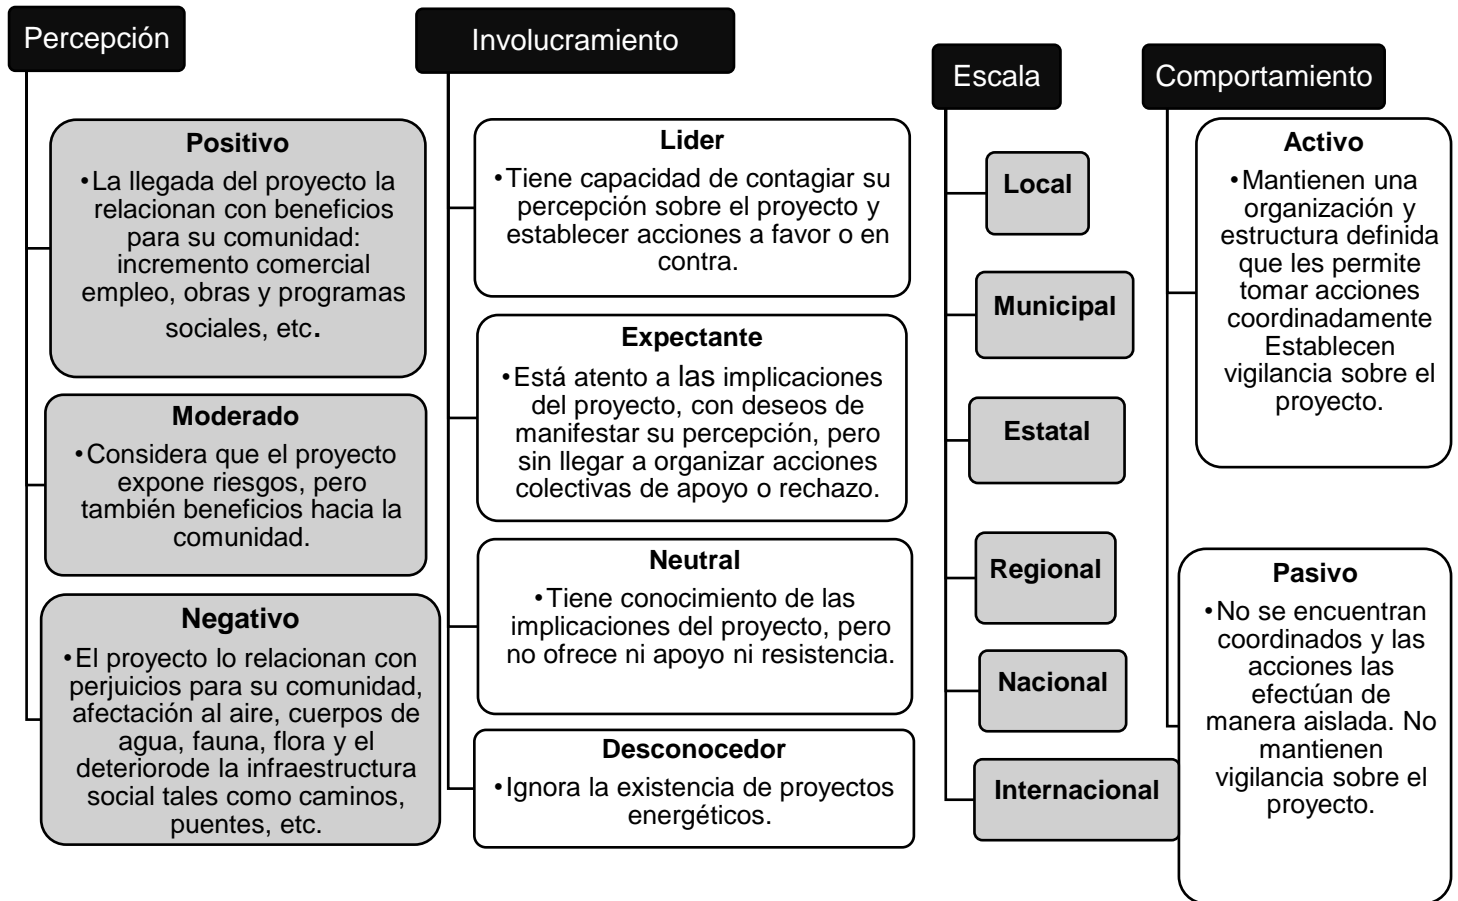 Percepción
Positivo
•La llegada del proyecto la
relacionan con beneficios
para su comunidad:
incremento comercial
empleo, obras y programas
sociales, etc.
Moderado
•Considera que el proyecto
expone riesgos, pero
también beneficios hacia la
comunidad.
Negativo
•El proyecto lo relacionan con
perjuicios para su comunidad,
afectación al aire, cuerpos de
agua, fauna, flora y el
deteriorode la infraestructura
social tales como caminos,
puentes, etc.
Involucramiento
Lider
•Tiene capacidad de contagiar su
percepción sobre el proyecto y
establecer acciones a favor o en
contra.
Expectante
•Está atento a las implicaciones
del proyecto, con deseos de
manifestar su percepción, pero
sin llegar a organizar acciones
colectivas de apoyo o rechazo.
Neutral
•Tiene conocimiento de las
implicaciones del proyecto, pero
no ofrece ni apoyo ni resistencia.
Desconocedor
•Ignora la existencia de proyectos
energéticos.
Escala
Local
Municipal
Estatal
Regional
Nacional
Internacional
Comportamiento
Activo
•Mantienen una
organización y
estructura definida
que les permite
tomar acciones
coordinadamente
Establecen
vigilancia sobre el
proyecto.
Pasivo
•No se encuentran
coordinados y las
acciones las
efectúan de
manera aislada. No
mantienen
vigilancia sobre el
proyecto.